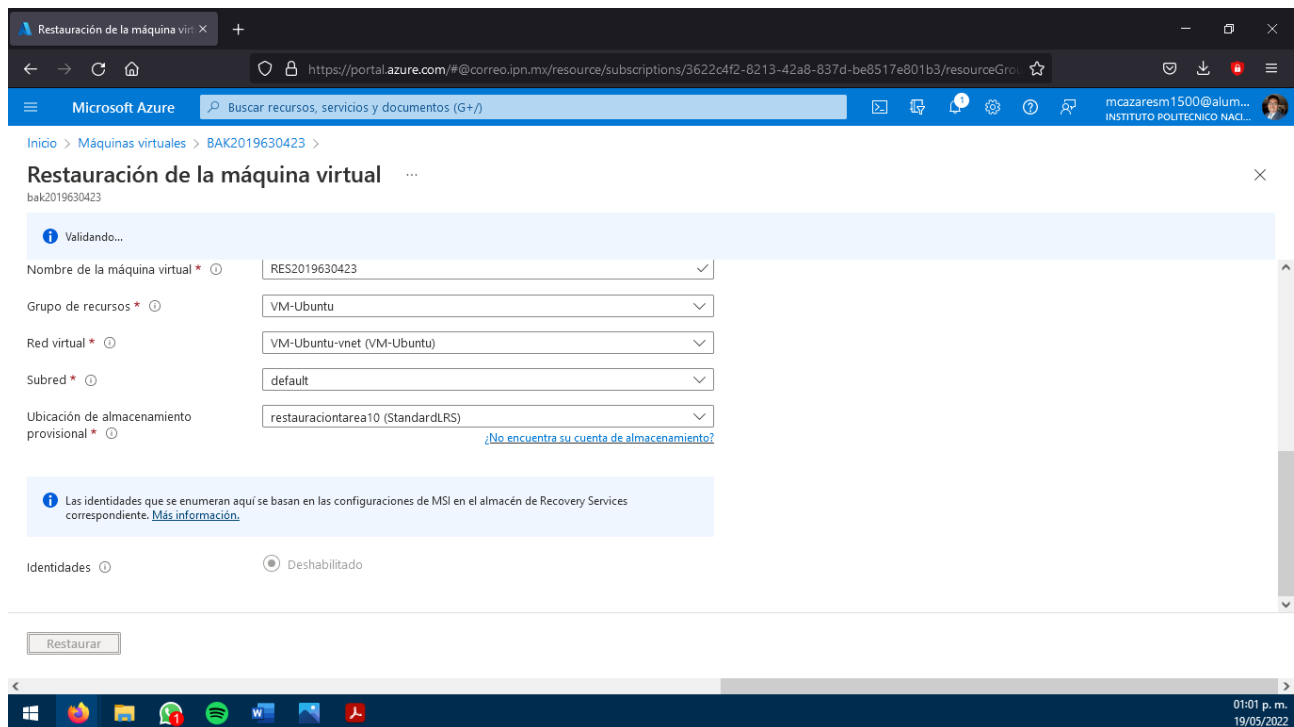 Restauración de la máquina virt
https://portal.azure.com/#@correo.ipn.mx/resource/subscriptions/3622c4f2-8213-42a8-837d-be8517e801b3/resourceGrou
Microsoft Azure
Buscar recursos, servicios y documentos (G+/)
1
mcazaresm1500@alum...
INSTITUTO POLITECNICO NACI...
Inicio > Máquinas virtuales > BAK2019630423 >
Restauración de la máquina virtual ...
bak2019630423
Validando...
Nombre de la máquina virtual *
RES2019630423
Grupo de recursos *
VM-Ubuntu
Red virtual *
VM-Ubuntu-vnet (VM-Ubuntu)
Subred *
default
Ubicación de almacenamiento
provisional *
restauraciontarea10 (StandardLRS)
¿No encuentra su cuenta de almacenamiento?
Las identidades que se enumeran aquí se basan en las configuraciones de MSI en el almacén de Recovery Services
correspondiente. Más información.
Identidades
Deshabilitado
Restaurar
01:01 p. m.
19/05/2022